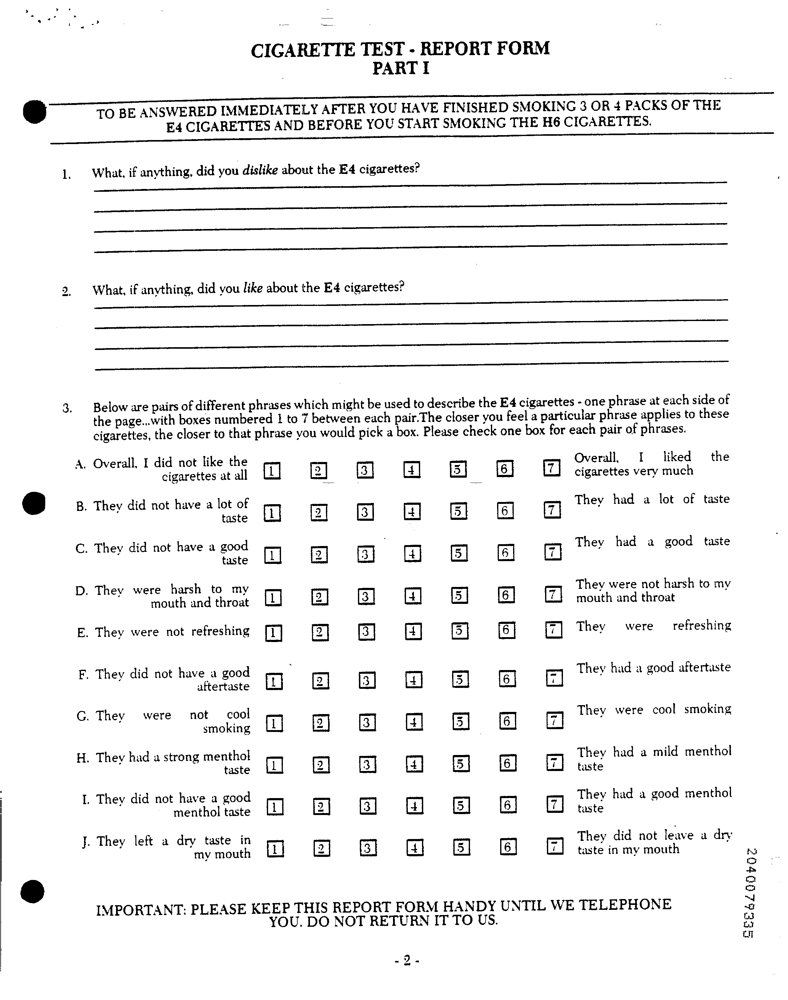 CIGARETTE TEST - REPORT FORM
PART I
TO BE ANSWERED IMMEDIATELY AFTER YOU HAVE FINISHED SMOKING 3 OR 4 PACKS OF THE
E4 CIGARETTES AND BEFORE YOU START SMOKING THE H6 CIGARETTES.
1. What, if anything, did you dislike about the E4 cigarettes?
2. What, if anything, did you like about the E4 cigarettes?
3. Below are pairs of different phrases which might be used to describe the E4 cigarettes - one phrase at each side of
the page...with boxes numbered 1 to 7 between each pair.The closer you feel a particular phrase applies to these
cigarettes, the closer to that phrase you would pick a box. Please check one box for each pair of phrases.
A. Overall, I did not like the cigarettes at all 1 2 3 4 5 6 7 Overall, I liked the cigarettes very much
B. They did not have a lot of taste 1 2 3 4 5 6 7 They had a lot of taste
C. They did not have a good taste 1 2 3 4 5 6 7 They had a good taste
D. They were harsh to my mouth and throat 1 2 3 4 5 6 7 They were not harsh to my mouth and throat
E. They were not refreshing 1 2 3 4 5 6 7 They were refreshing
F. They did not have a good aftertaste 1 2 3 4 5 6 7 They had a good aftertaste
G. They were not cool smoking 1 2 3 4 5 6 7 They were cool smoking
H. They had a strong menthol taste 1 2 3 4 5 6 7 They had a mild menthol taste
I. They did not have a good menthol taste 1 2 3 4 5 6 7 They had a good menthol taste
J. They left a dry taste in my mouth 1 2 3 4 5 6 7 They did not leave a dry taste in my mouth
IMPORTANT: PLEASE KEEP THIS REPORT FORM HANDY UNTIL WE TELEPHONE
YOU. DO NOT RETURN IT TO US.
- 2 -
2040079335